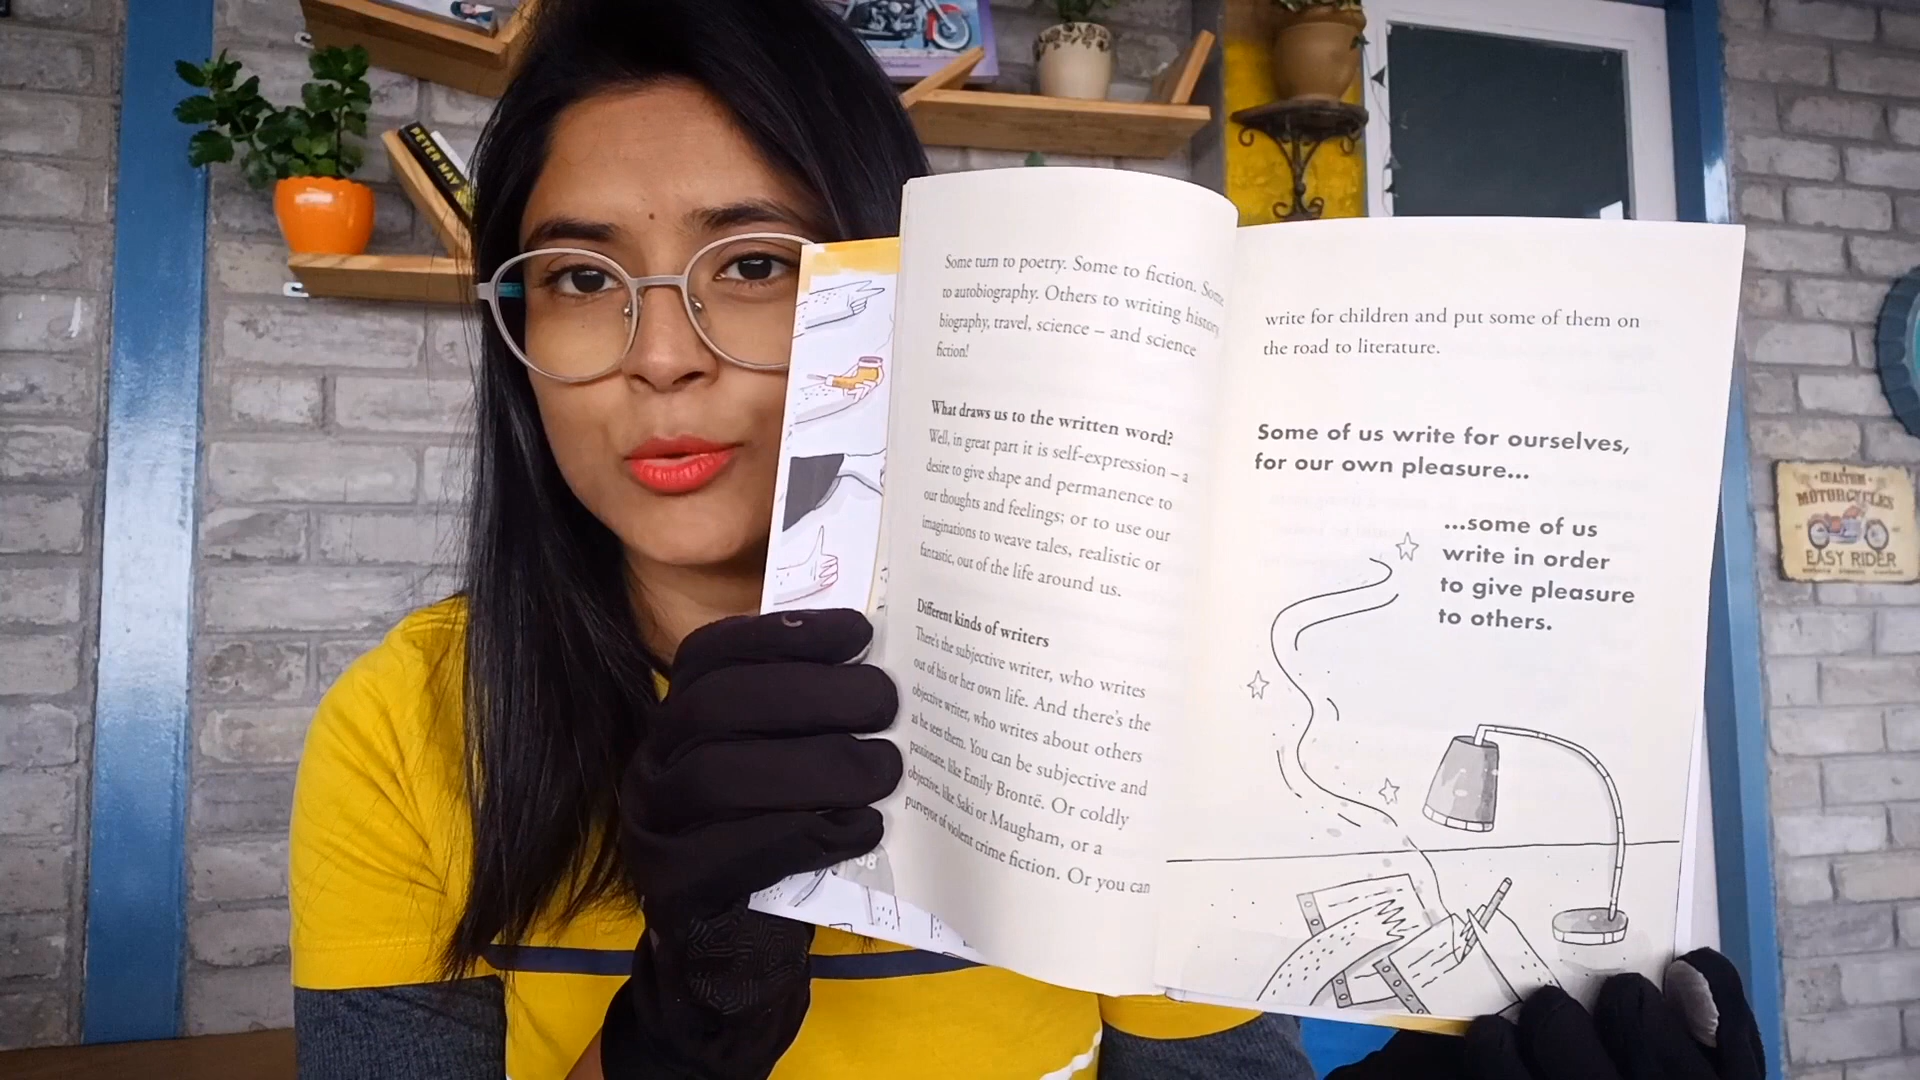 PETER MAY
Some turn to poetry. Some to fiction. Some
to autobiography. Others to writing history,
biography, travel, science – and science
fiction!
What draws us to the written word?
Well, in great part it is self-expression – a
desire to give shape and permanence to
our thoughts and feelings; or to use our
imaginations to weave tales, realistic or
fantastic, out of the life around us.
Different kinds of writers
There's the subjective writer, who writes
out of his or her own life. And there's the
objective writer, who writes about others
as he sees them. You can be subjective and
passionate, like Emily Brontë. Or coldly
objective, like Saki or Maugham, or a
purveyor of violent crime fiction. Or you can
write for children and put some of them on
the road to literature.
Some of us write for ourselves,
for our own pleasure...
...some of us
write in order
to give pleasure
to others.
CUSTOM
MOTORCYCLES
EASY RIDER